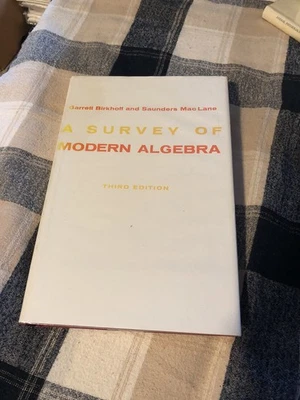 Garrett Birkhoff and Saunders Mac Lane
A SURVEY OF
MODERN ALGEBRA
THIRD EDITION